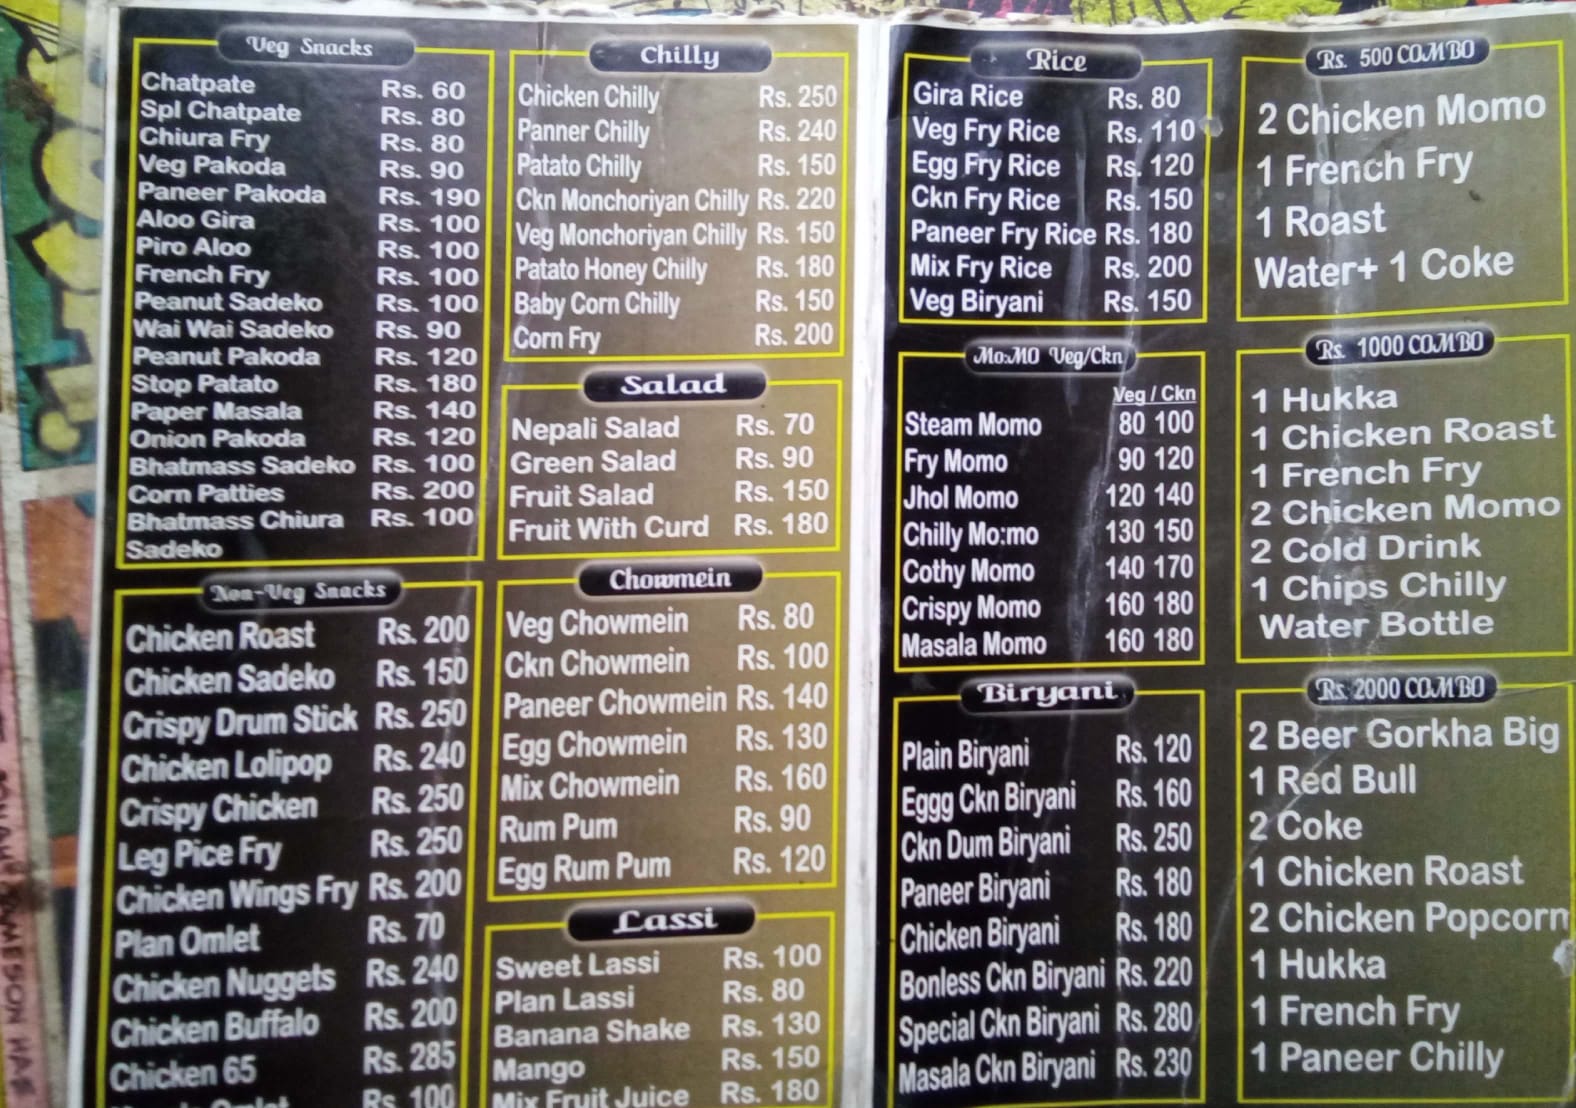 Veg Snacks
Chatpate Rs. 60
Spl Chatpate Rs. 80
Chiura Fry Rs. 80
Veg Pakoda Rs. 90
Paneer Pakoda Rs. 190
Aloo Gira Rs. 100
Piro Aloo Rs. 100
French Fry Rs. 100
Peanut Sadeko Rs. 100
Wai Wai Sadeko Rs. 90
Peanut Pakoda Rs. 120
Stop Patato Rs. 180
Paper Masala Rs. 140
Onion Pakoda Rs. 120
Bhatmass Sadeko Rs. 100
Corn Patties Rs. 200
Bhatmass Chiura Rs. 100
Sadeko
Non-Veg Snacks
Chicken Roast Rs. 200
Chicken Sadeko Rs. 150
Crispy Drum Stick Rs. 250
Chicken Lolipop Rs. 240
Crispy Chicken Rs. 250
Leg Pice Fry Rs. 250
Chicken Wings Fry Rs. 200
Plan Omlet Rs. 70
Chicken Nuggets Rs. 240
Chicken Buffalo Rs. 200
Chicken 65 Rs. 285
Omlet Rs. 100
Chilly
Chicken Chilly Rs. 250
Panner Chilly Rs. 240
Patato Chilly Rs. 150
Ckn Monchoriyan Chilly Rs. 220
Veg Monchoriyan Chilly Rs. 150
Patato Honey Chilly Rs. 180
Baby Corn Chilly Rs. 150
Corn Fry Rs. 200
Salad
Nepali Salad Rs. 70
Green Salad Rs. 90
Fruit Salad Rs. 150
Fruit With Curd Rs. 180
Chowmein
Veg Chowmein Rs. 80
Ckn Chowmein Rs. 100
Paneer Chowmein Rs. 140
Egg Chowmein Rs. 130
Mix Chowmein Rs. 160
Rum Pum Rs. 90
Egg Rum Pum Rs. 120
Lassi
Sweet Lassi Rs. 100
Plan Lassi Rs. 80
Banana Shake Rs. 130
Mango Rs. 150
Mix Fruit Juice Rs. 180
Rice
Gira Rice Rs. 80
Veg Fry Rice Rs. 110
Egg Fry Rice Rs. 120
Ckn Fry Rice Rs. 150
Paneer Fry Rice Rs. 180
Mix Fry Rice Rs. 200
Veg Biryani Rs. 150
Mo:MO Veg/Ckn
Veg / Ckn
Steam Momo 80 100
Fry Momo 90 120
Jhol Momo 120 140
Chilly Mo:mo 130 150
Cothy Momo 140 170
Crispy Momo 160 180
Masala Momo 160 180
Biryani
Plain Biryani Rs. 120
Eggg Ckn Biryani Rs. 160
Ckn Dum Biryani Rs. 250
Paneer Biryani Rs. 180
Chicken Biryani Rs. 180
Bonless Ckn Biryani Rs. 220
Special Ckn Biryani Rs. 280
Masala Ckn Biryani Rs. 230
Rs. 500 COMBO
2 Chicken Momo
1 French Fry
1 Roast
Water+ 1 Coke
Rs. 1000 COMBO
1 Hukka
1 Chicken Roast
1 French Fry
2 Chicken Momo
2 Cold Drink
1 Chips Chilly
Water Bottle
Rs. 2000 COMBO
2 Beer Gorkha Big
1 Red Bull
2 Coke
1 Chicken Roast
2 Chicken Popcorn
1 Hukka
1 French Fry
1 Paneer Chilly